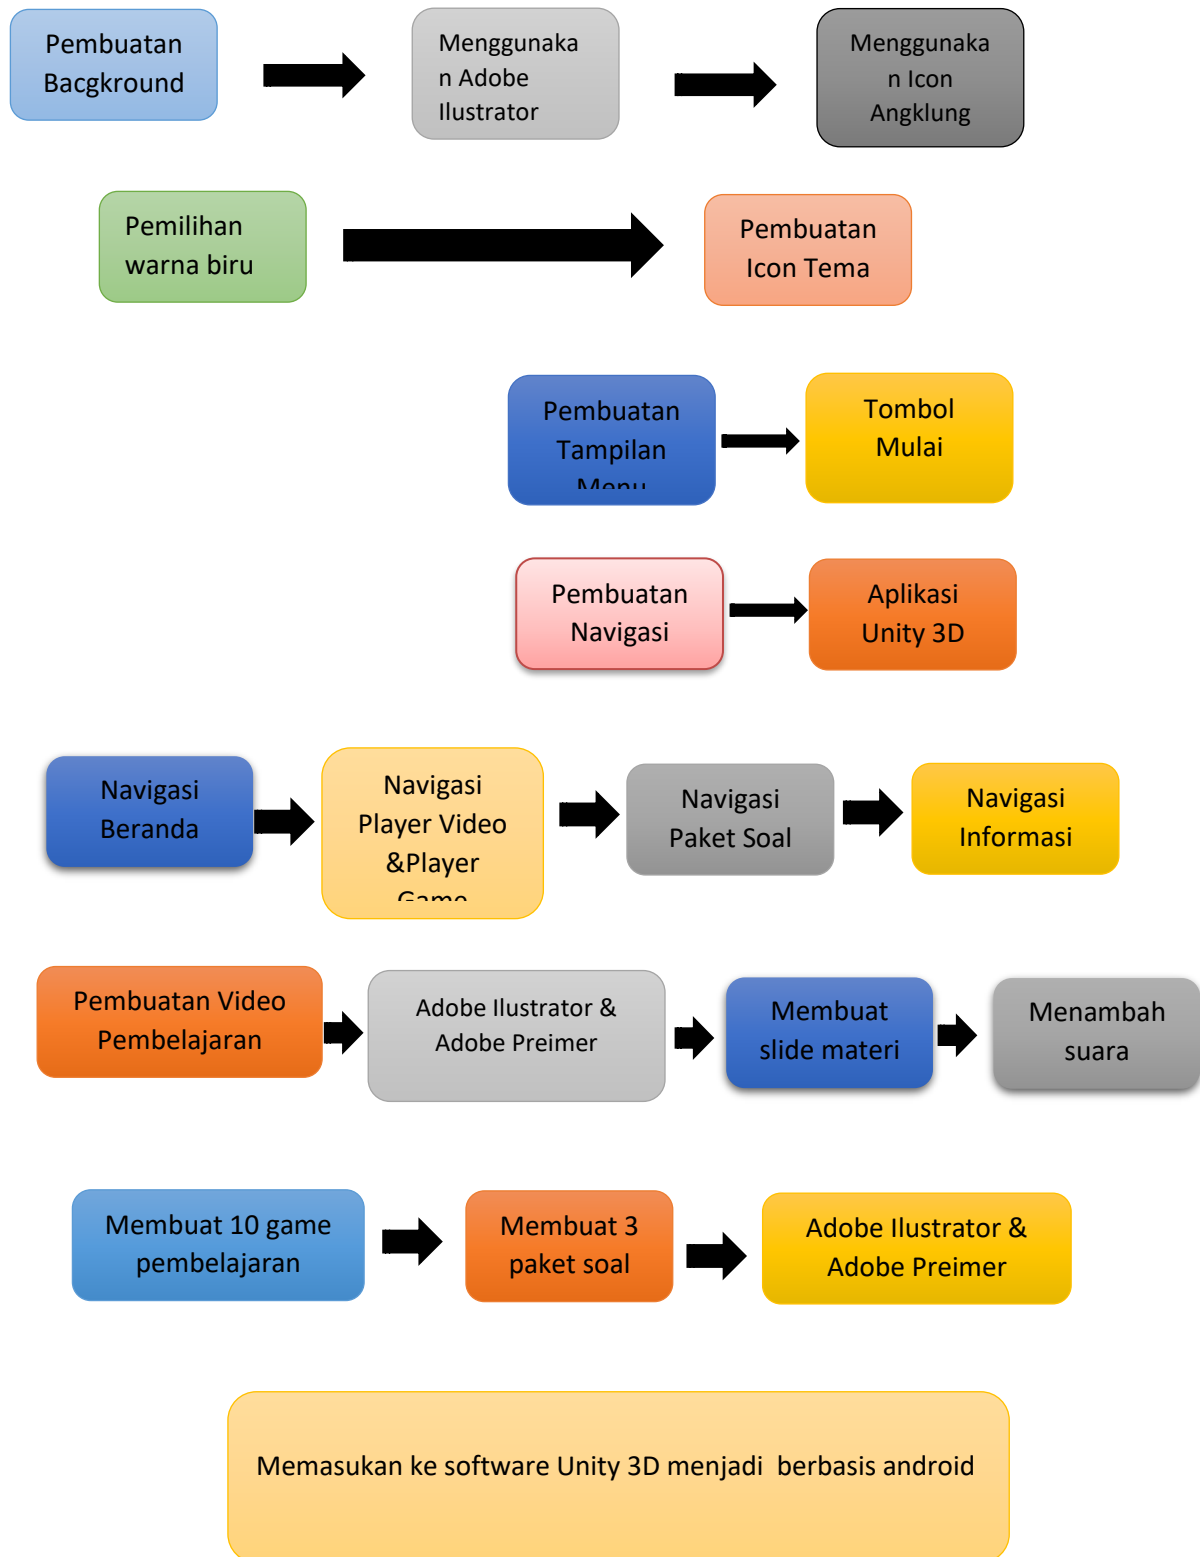 Pembuatan
Bacgkround
Menggunaka
n Adobe
Ilustrator
Menggunaka
n Icon
Angklung
Pemilihan
warna biru
Pembuatan
Icon Tema
Pembuatan
Tampilan
Menu
Tombol
Mulai
Pembuatan
Navigasi
Aplikasi
Unity 3D
Navigasi
Beranda
Navigasi
Player Video
&Player
Game
Navigasi
Paket Soal
Navigasi
Informasi
Pembuatan Video
Pembelajaran
Adobe Ilustrator &
Adobe Preimer
Membuat
slide materi
Menambah
suara
Membuat 10 game
pembelajaran
Membuat 3
paket soal
Adobe Ilustrator &
Adobe Preimer
Memasukan ke software Unity 3D menjadi  berbasis android